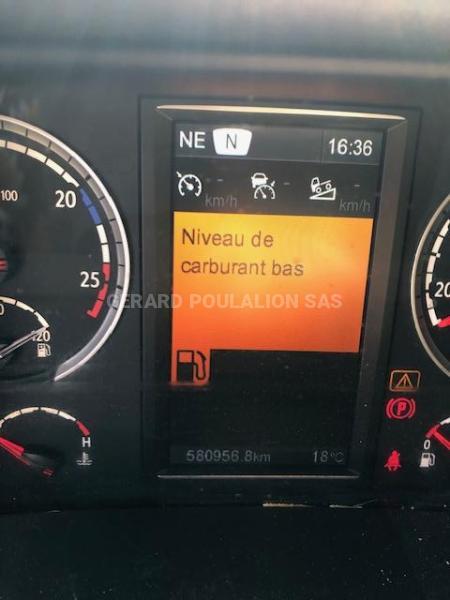 NE N 16:36
100
20
km/h
km/h
Niveau de
carburant bas
25
GERARD POULALION SAS
20
120
P
H
0
580956.8km 18°C